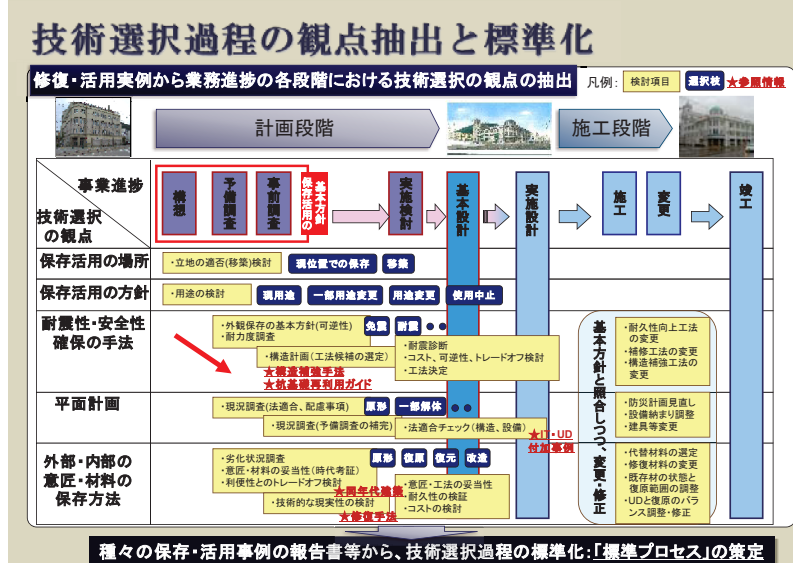 技術選択過程の観点抽出と標準化
修復・活用実例から業務進捗の各段階における技術選択の観点の抽出
凡例：
検討項目
選択枝
★参照情報
計画段階
施工段階
事業進捗
技術選択
の観点
構想
予備調査
事前調査
保存活用の
基本方針
実施検討
基本設計
実施設計
施工
変更
竣工
保存活用の場所
・立地の適否(移築)検討
現位置での保存
移築
保存活用の方針
・用途の検討
現用途
一部用途変更
用途変更
使用中止
耐震性・安全性
確保の手法
・外観保存の基本方針(可逆性)
・耐力度調査
免震
耐震
●●
・構造計画(工法候補の選定)
★構造補強手法
★杭基礎再利用ガイド
・耐震診断
・コスト、可逆性、トレードオフ検討
・工法決定
基本方針と照合しつつ、変更・修正
・耐久性向上工法
の変更
・補修工法の変更
・構造補強工法の
変更
平面計画
・現況調査(法適合、配慮事項)
原形
一部解体
●●
・現況調査(予備調査の補完)
・法適合チェック(構造、設備)
★IT・UD
付加事例
・防災計画見直し
・設備納まり調整
・建具等変更
外部・内部の
意匠・材料の
保存方法
・劣化状況調査
・意匠・材料の妥当性(時代考証)
・利便性とのトレードオフ検討
原形
復原
復元
改造
★同年代建築
・技術的な現実性の検討
★修復手法
・意匠・工法の妥当性
・耐久性の検証
・コストの検討
・代替材料の選定
・修復材料の変更
・既存材の状態と
復原範囲の調整
・UDと復原のバラ
ンス調整・修正
種々の保存・活用事例の報告書等から、技術選択過程の標準化：「標準プロセス」の策定